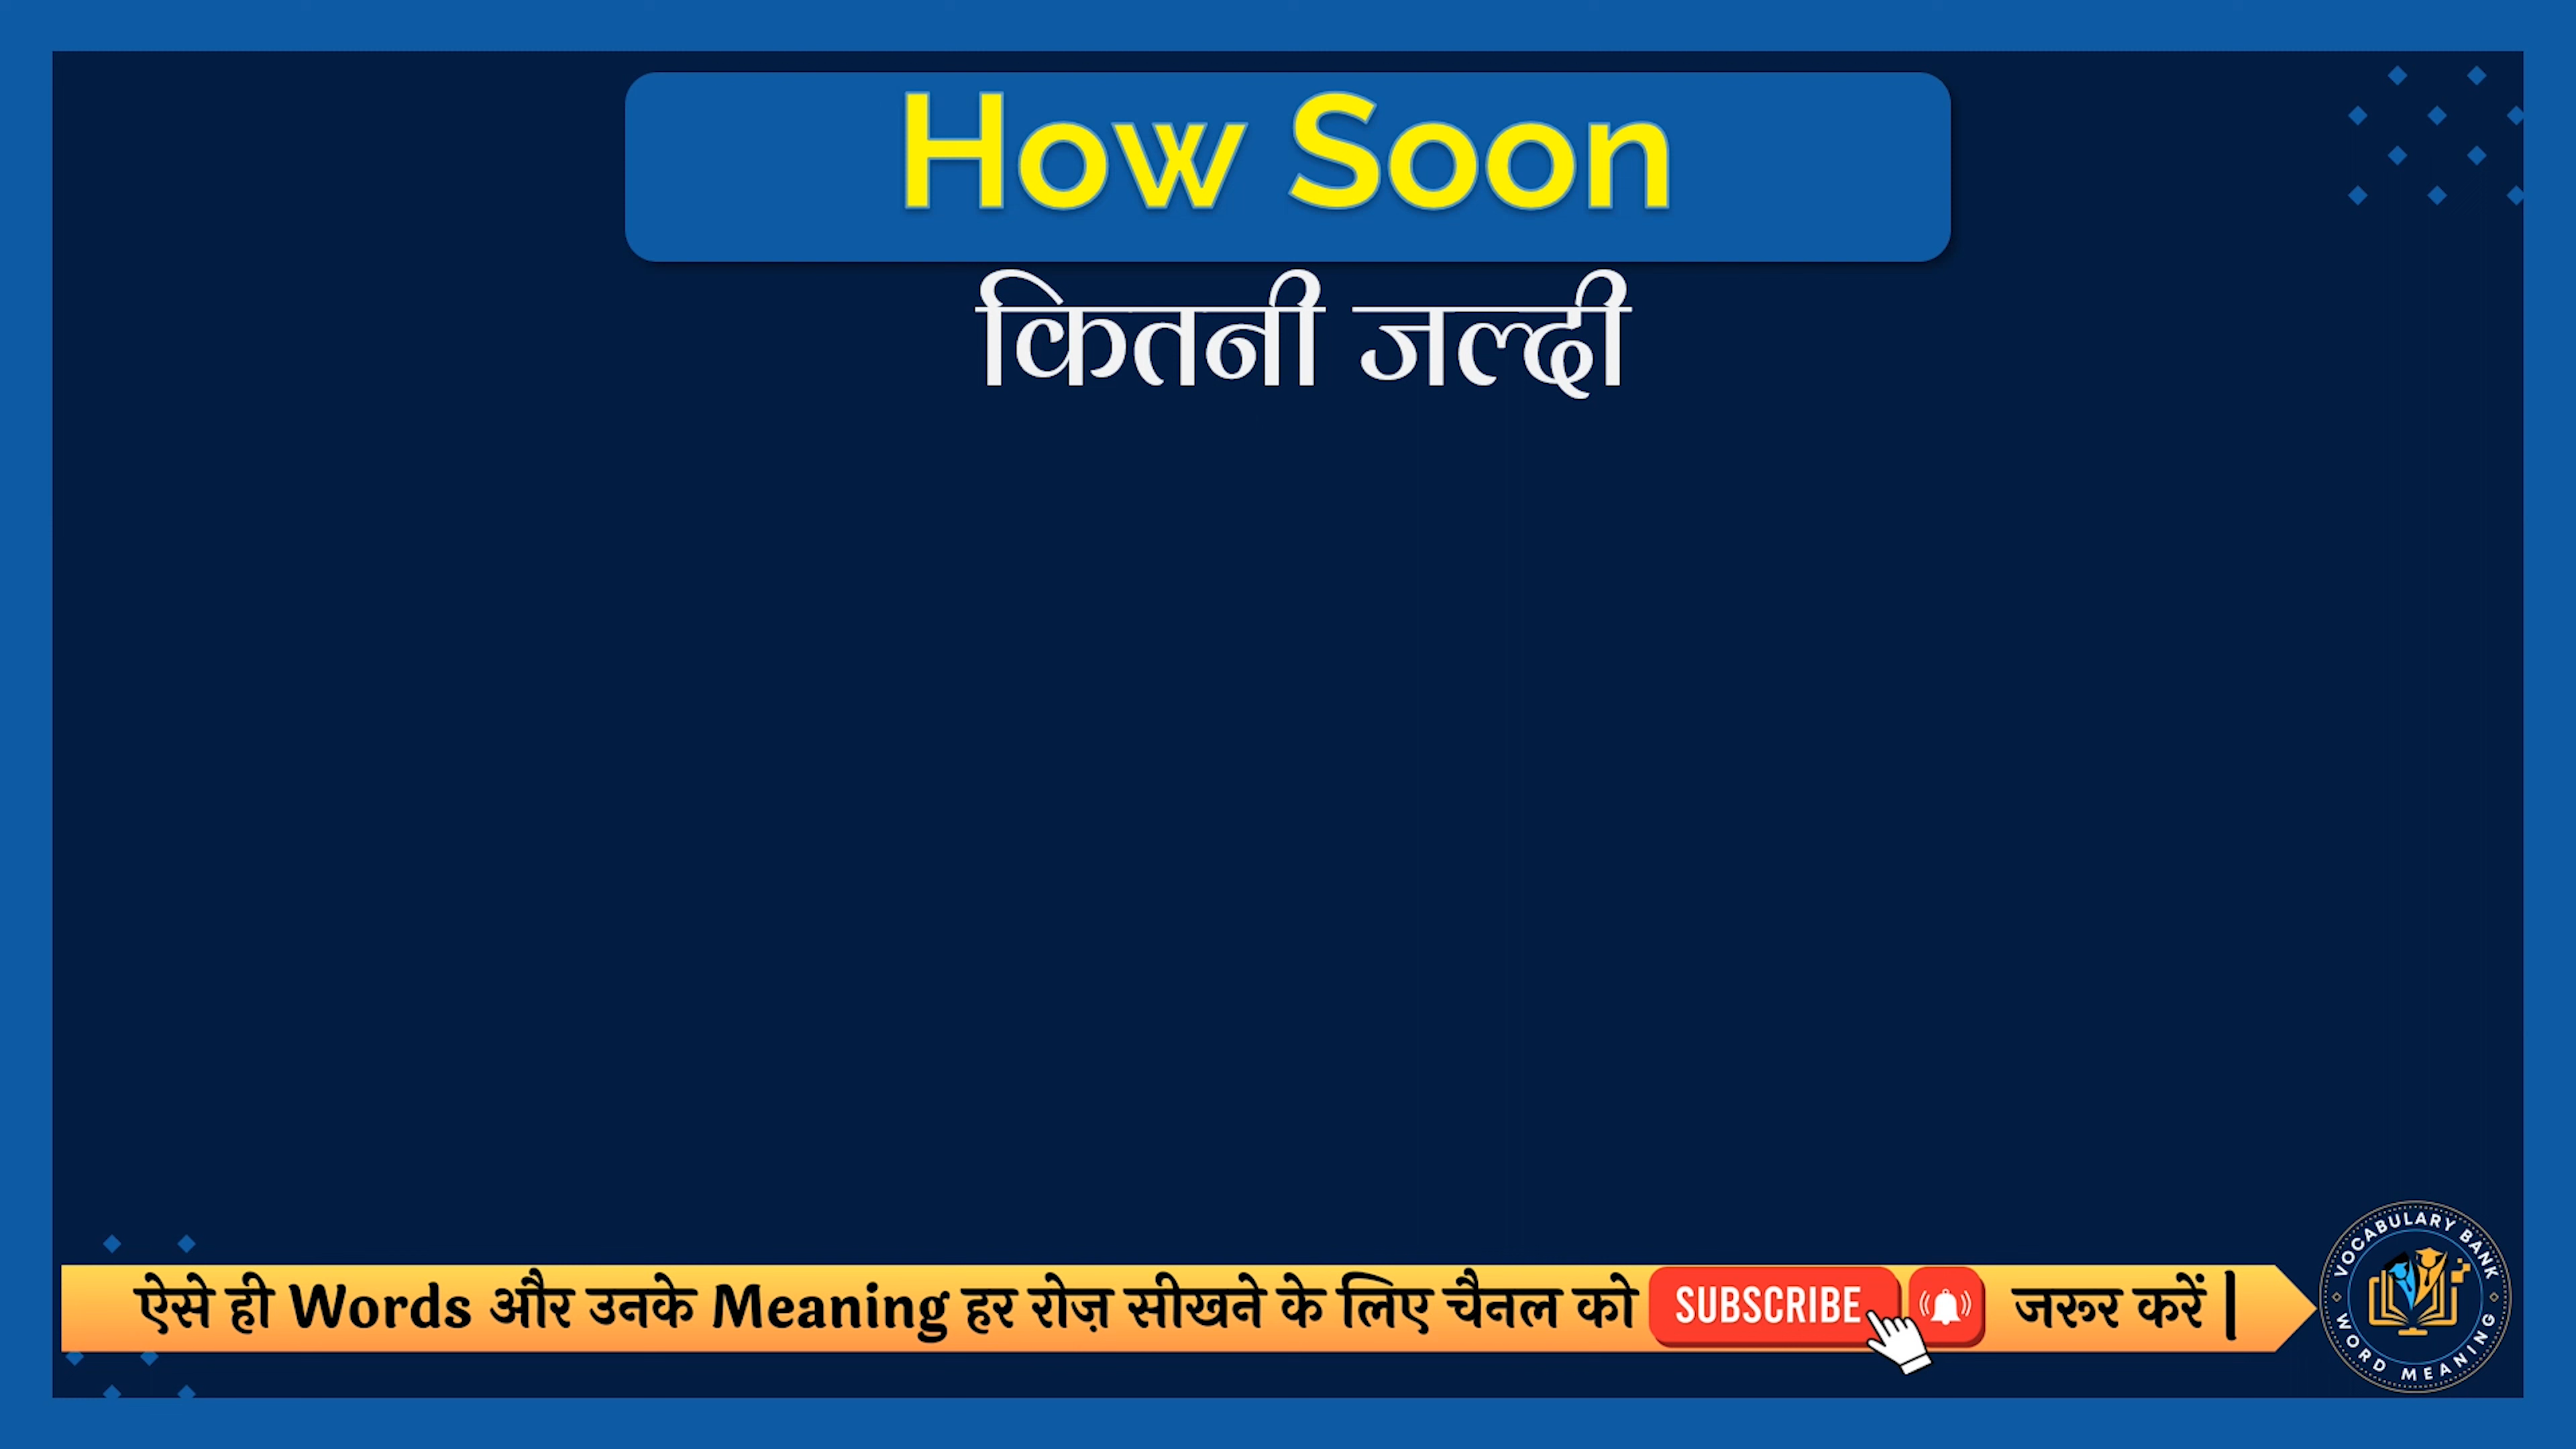 How Soon
कितनी जल्दी
ऐसे ही Words और उनके Meaning हर रोज़ सीखने के लिए चैनल को SUBSCRIBE जरूर करें |
VOCABULARY BANK
WORD MEANING